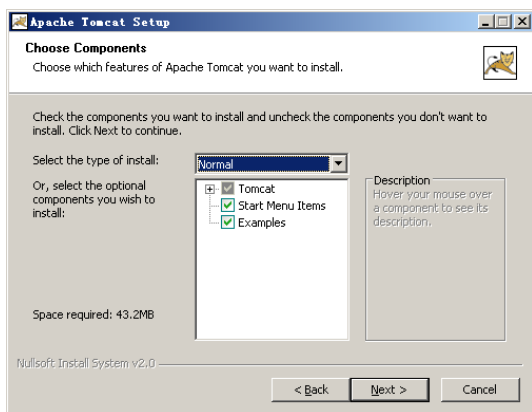 Apache Tomcat Setup
Choose Components
Choose which features of Apache Tomcat you want to install.
Check the components you want to install and uncheck the components you don't want to
install. Click Next to continue.
Select the type of install:
Normal
Or, select the optional
components you wish to
install:
Tomcat
Start Menu Items
Examples
Description
Hover your mouse over
a component to see its
description.
Space required: 43.2MB
Nullsoft Install System v2.0
< Back
Next >
Cancel